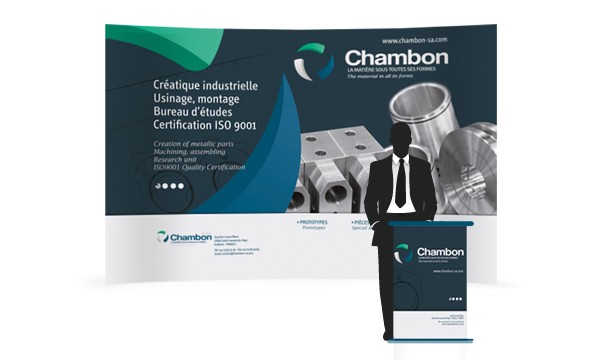 www.chambon-sa.com
Chambon
LA MATIÈRE SOUS TOUTES SES FORMES
The material in all its forms
Créatique industrielle
Usinage, montage
Bureau d'études
Certification ISO 9001
Creation of metallic parts
Machining, assembling
Research unit
ISO9001 Quality Certification
• PROTOTYPES
Prototypes
• PIÈCES
Special
Chambon
Chambon
www.chambon-sa.com